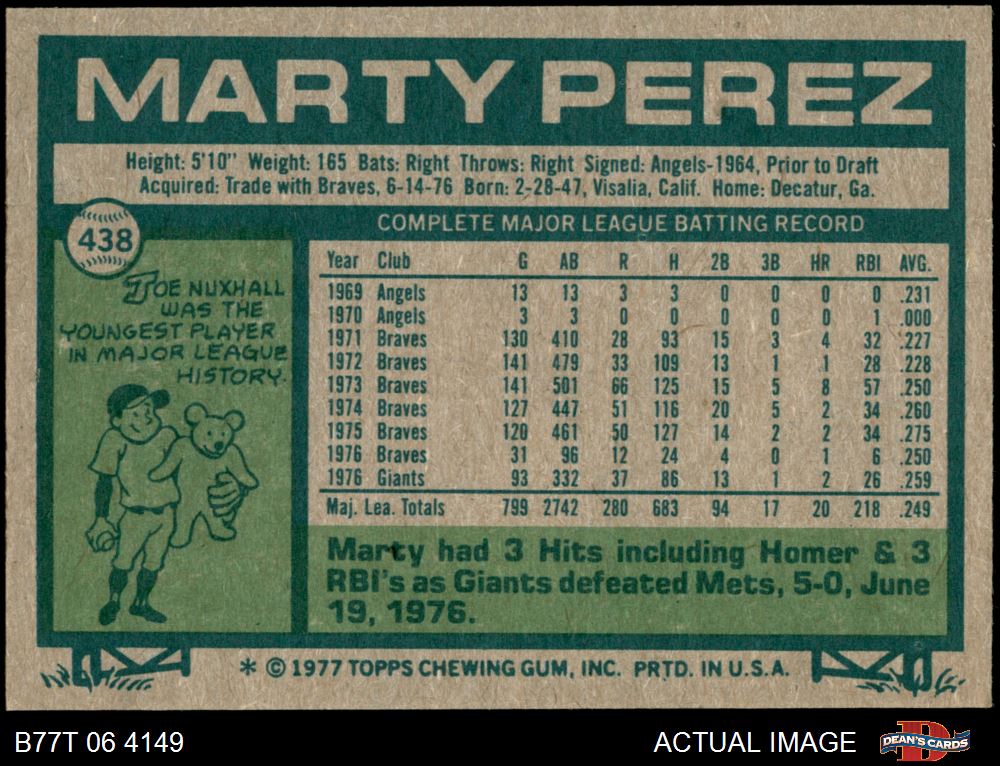 MARTY PEREZ
Height: 5'10" Weight: 165 Bats: Right Throws: Right Signed: Angels-1964, Prior to Draft
Acquired: Trade with Braves, 6-14-76 Born: 2-28-47, Visalia, Calif. Home: Decatur, Ga.
438
JOE NUXHALL
WAS THE
YOUNGEST PLAYER
IN MAJOR LEAGUE
HISTORY.
COMPLETE MAJOR LEAGUE BATTING RECORD
Year Club G AB R H 2B 3B HR RBI AVG.
1969 Angels 13 13 3 3 0 0 0 0 .231
1970 Angels 3 3 0 0 0 0 0 1 .000
1971 Braves 130 410 28 93 15 3 4 32 .227
1972 Braves 141 479 33 109 13 1 1 28 .228
1973 Braves 141 501 66 125 15 5 8 57 .250
1974 Braves 127 447 51 116 20 5 2 34 .260
1975 Braves 120 461 50 127 14 2 2 34 .275
1976 Braves 31 96 12 24 4 0 1 6 .250
1976 Giants 93 332 37 86 13 1 2 26 .259
Maj. Lea. Totals 799 2742 280 683 94 17 20 218 .249
Marty had 3 Hits including Homer & 3
RBI's as Giants defeated Mets, 5-0, June
19, 1976.
* © 1977 TOPPS CHEWING GUM, INC. PRTD. IN U.S.A.
B77T 06 4149
ACTUAL IMAGE
D
DEAN'S CARDS